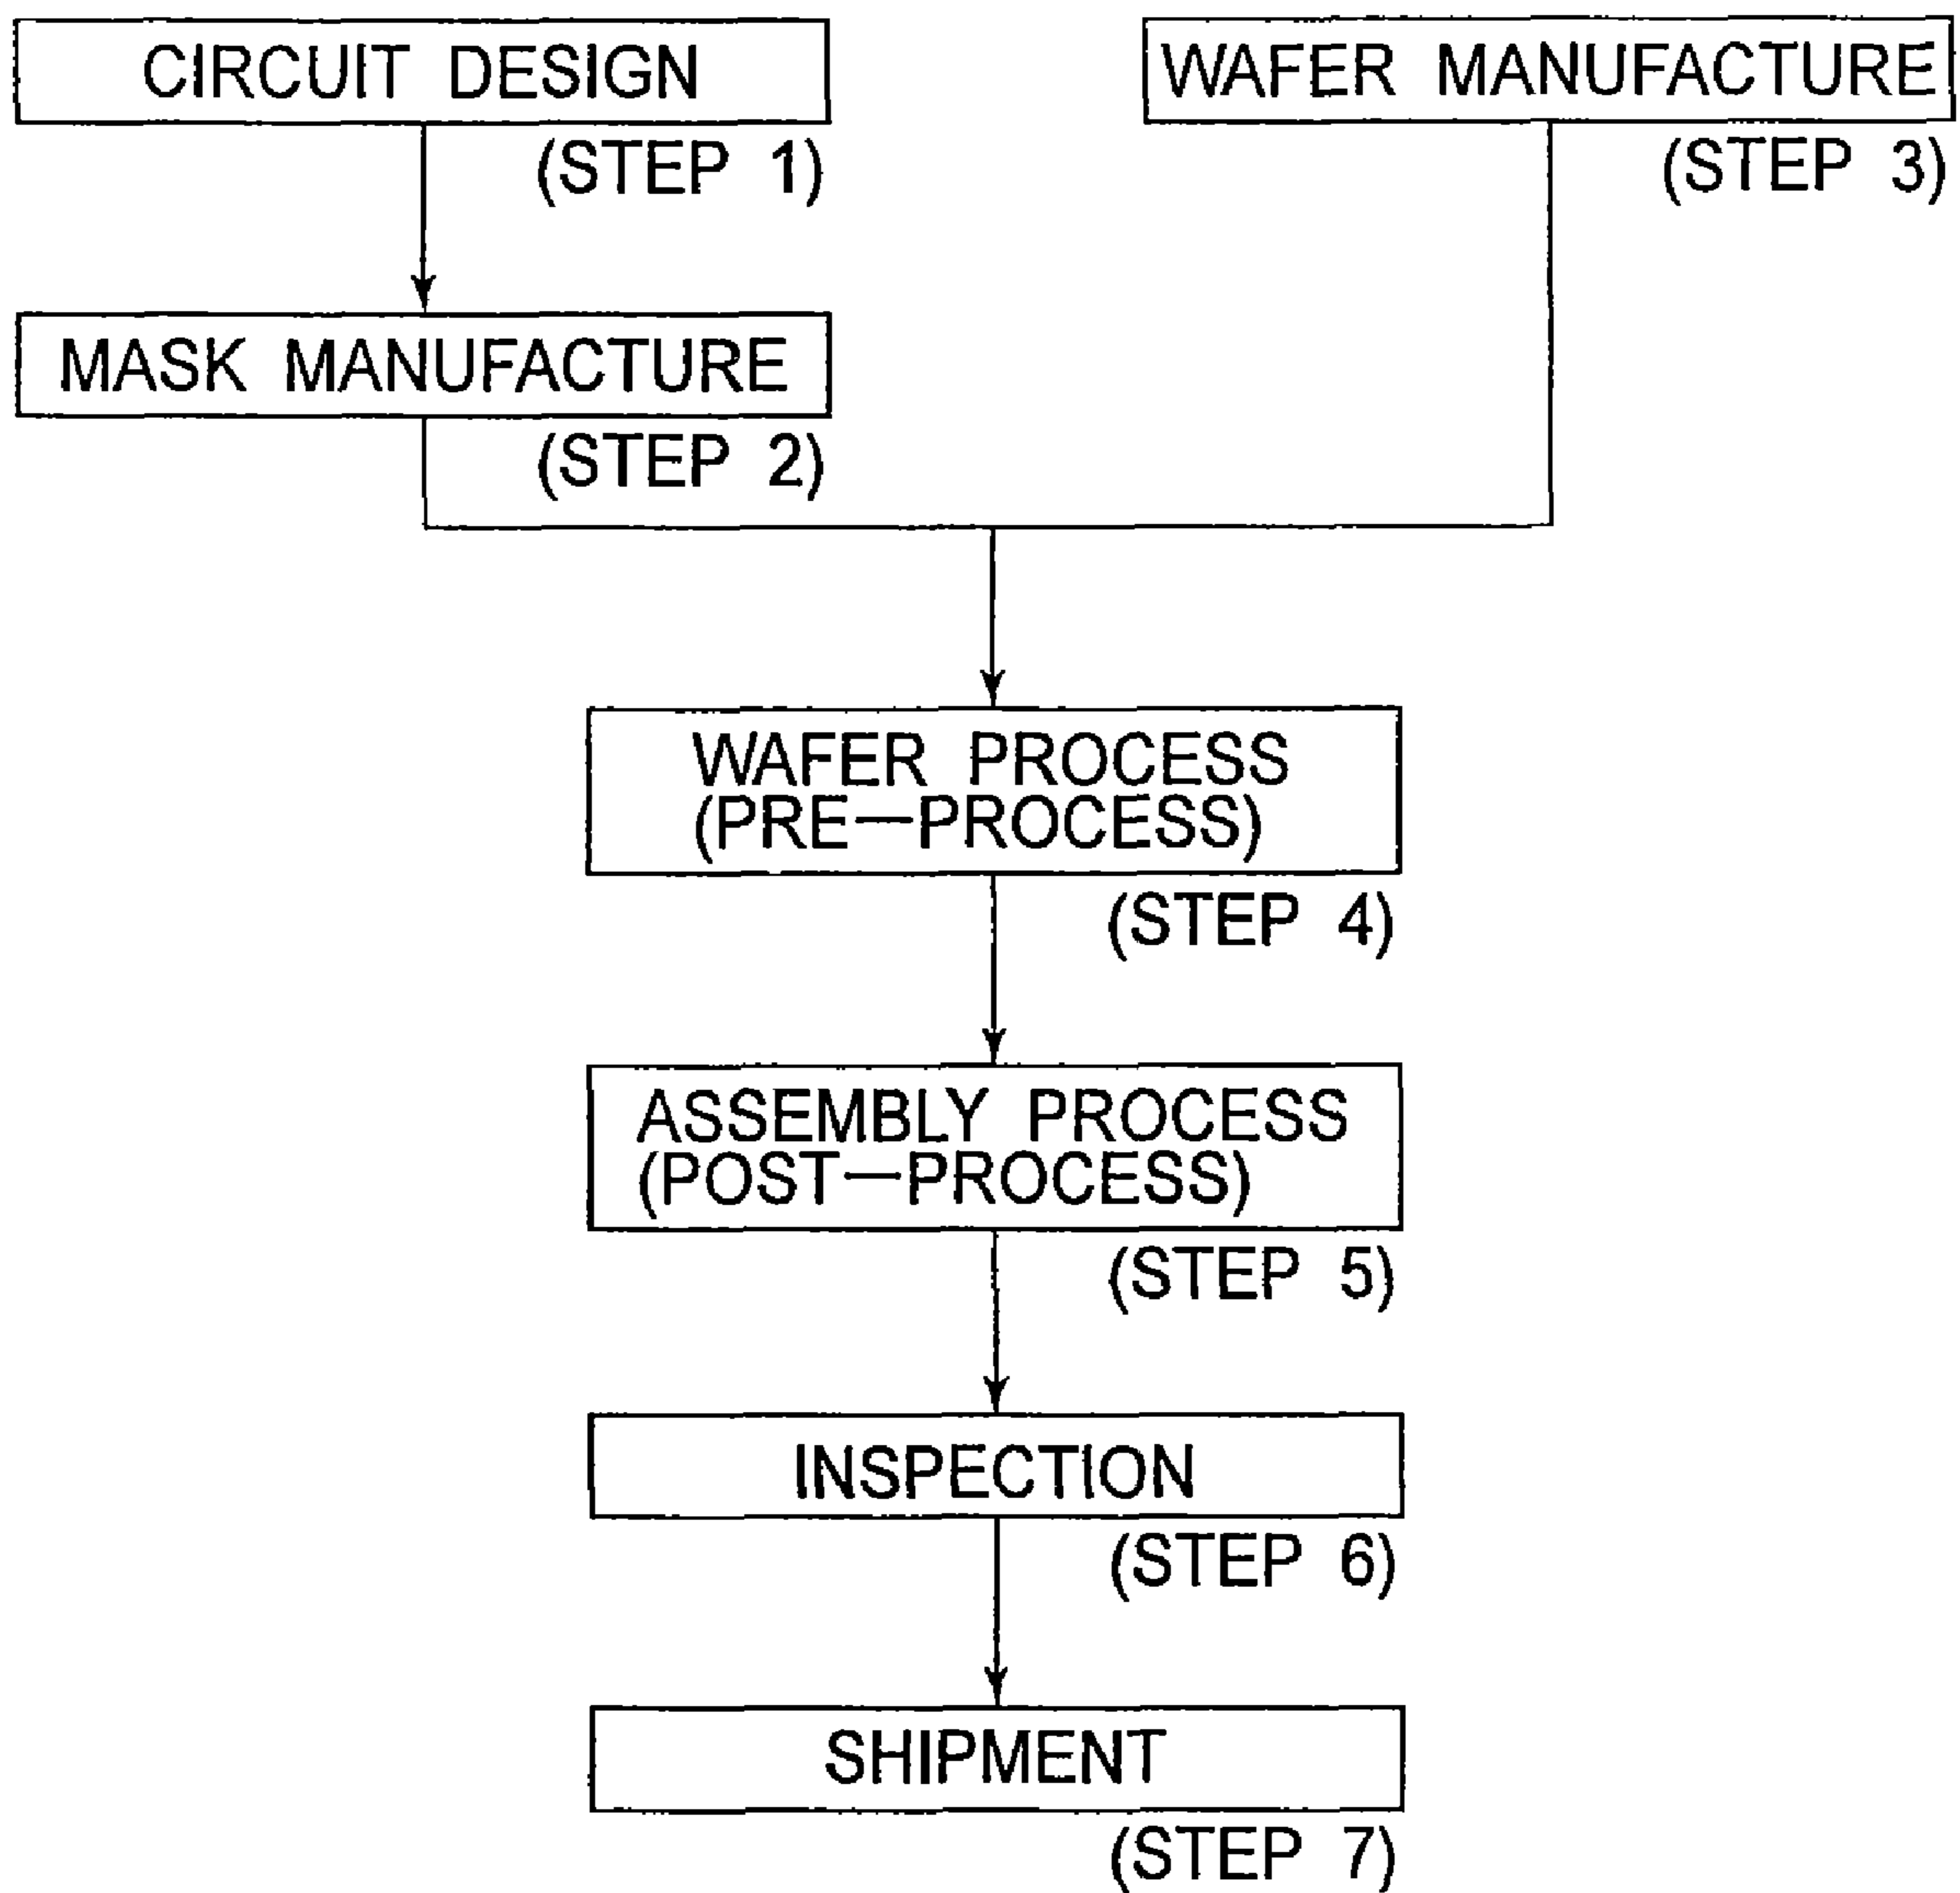 CIRCUIT DESIGN
(STEP 1)
WAFER MANUFACTURE
(STEP 3)
MASK MANUFACTURE
(STEP 2)
WAFER PROCESS
(PRE—PROCESS)
(STEP 4)
ASSEMBLY PROCESS
(POST—PROCESS)
(STEP 5)
INSPECTION
(STEP 6)
SHIPMENT
(STEP 7)